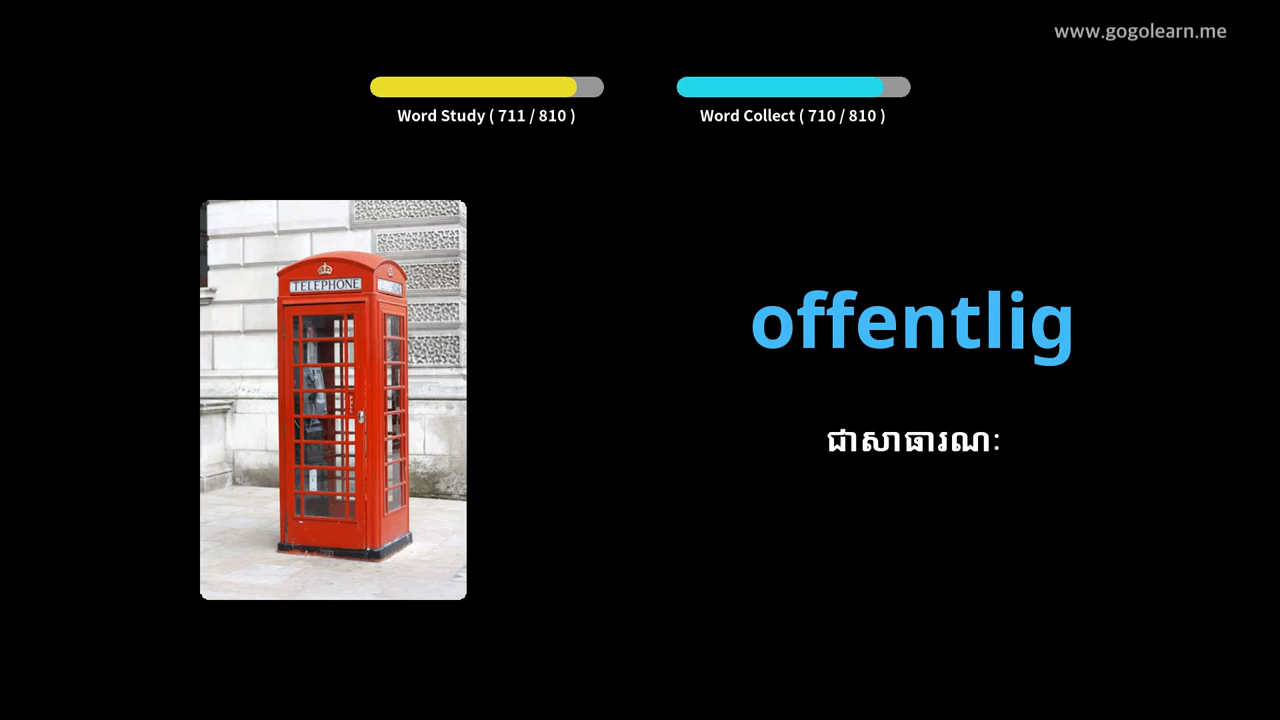 www.gogolearn.me
Word Study ( 711 / 810 )
Word Collect ( 710 / 810 )
TELEPHONE
offentlig
ជាសាធារណៈ